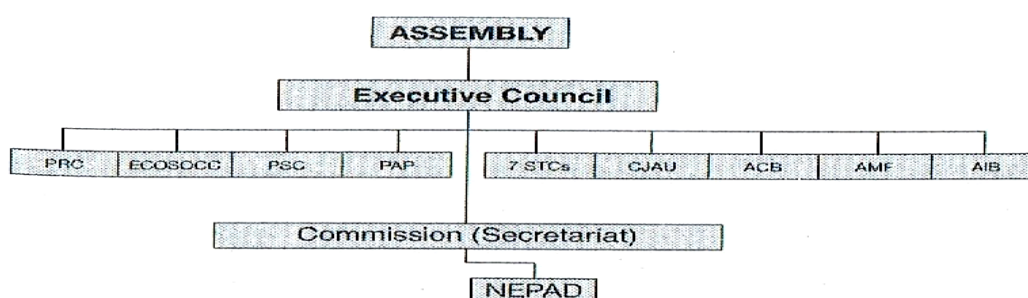 ASSEMBLY
Executive Council
PRC ECOSOCC PSC PAP 7 STCs CJAU ACB AMF AIB
Commission (Secretariat)
NEPAD